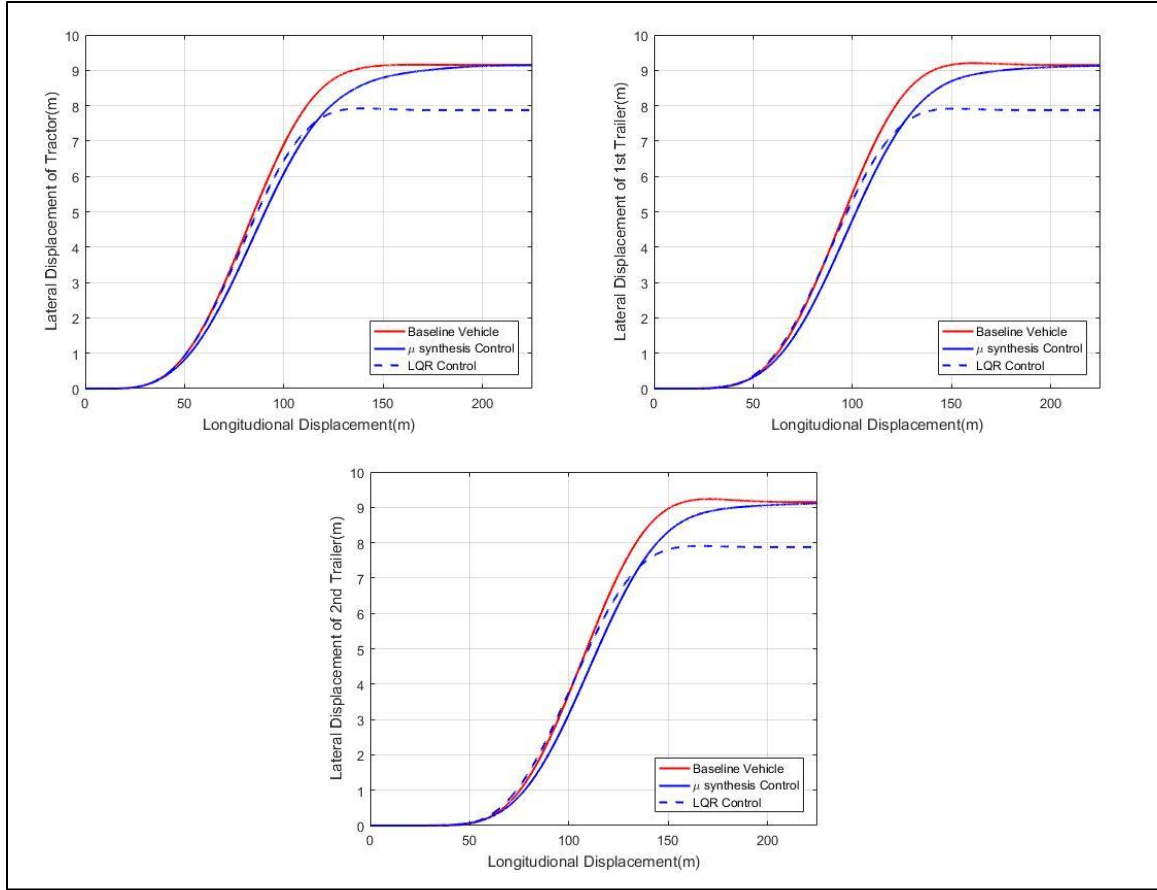 10
9
8
7
6
5
4
3
2
1
0
Lateral Displacement of Tractor(m)
0 50 100 150 200
Longitudional Displacement(m)
Baseline Vehicle
μ synthesis Control
LQR Control
10
9
8
7
6
5
4
3
2
1
0
Lateral Displacement of 1st Trailer(m)
0 50 100 150 200
Longitudional Displacement(m)
Baseline Vehicle
μ synthesis Control
LQR Control
10
9
8
7
6
5
4
3
2
1
0
Lateral Displacement of 2nd Trailer(m)
0 50 100 150 200
Longitudional Displacement(m)
Baseline Vehicle
μ synthesis Control
LQR Control